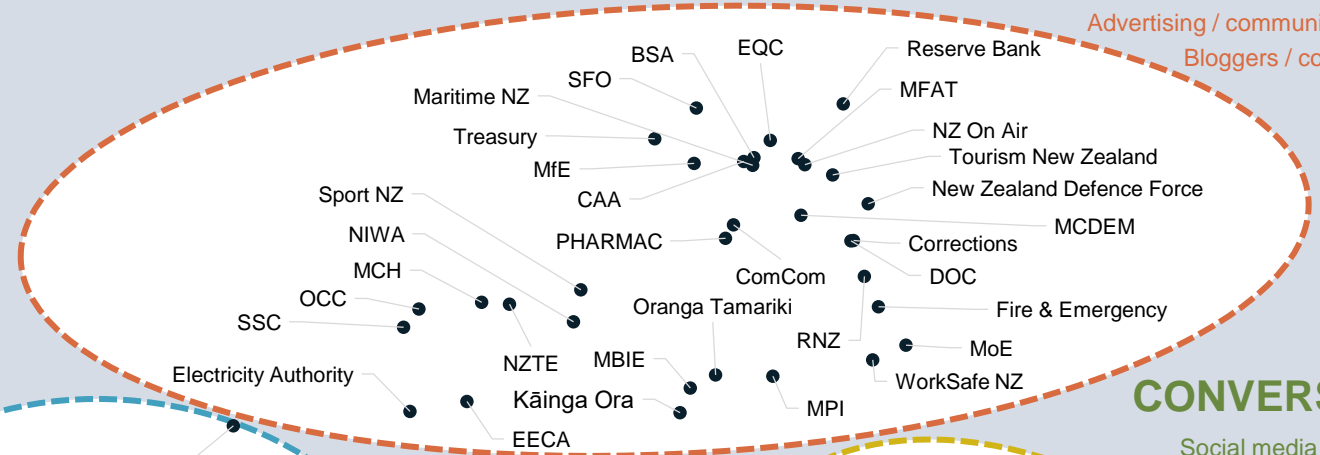 Advertising / communi
Bloggers / co
BSA
EQC
Reserve Bank
SFO
MFAT
Maritime NZ
NZ On Air
Treasury
Tourism New Zealand
MfE
New Zealand Defence Force
CAA
Sport NZ
MCDEM
NIWA
PHARMAC
Corrections
MCH
ComCom
DOC
OCC
Oranga Tamariki
Fire & Emergency
SSC
RNZ
MoE
NZTE
MBIE
Electricity Authority
WorkSafe NZ
Kāinga Ora
MPI
CONVERS
EECA
Social media